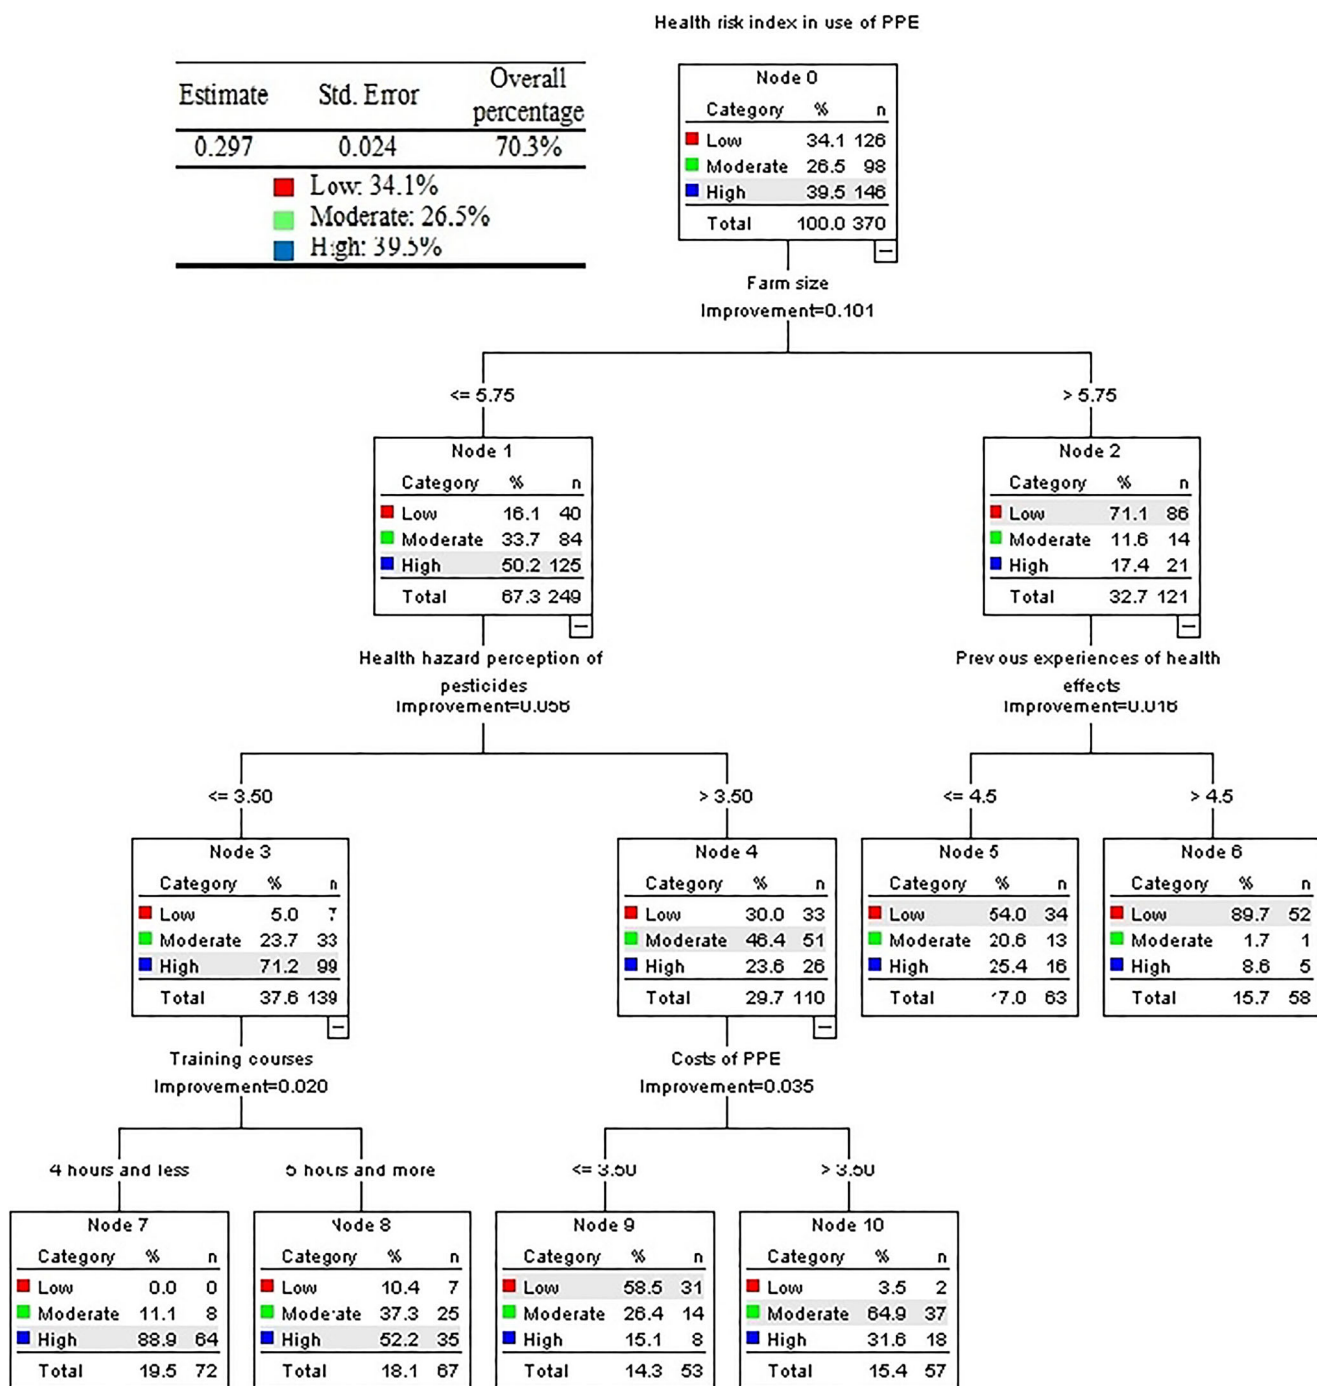 Health risk index in use of PPE
Estimate Std. Error Overall percentage
0.297 0.024 70.3%
Low: 34.1%
Moderate: 26.5%
High: 39.5%
Node 0
Category % n
Low 34.1 126
Moderate 26.5 98
High 39.5 146
Total 100.0 370
Farm size
Improvement=0.101
<= 5.75
> 5.75
Node 1
Category % n
Low 16.1 40
Moderate 33.7 84
High 50.2 125
Total 67.3 249
Node 2
Category % n
Low 71.1 86
Moderate 11.6 14
High 17.4 21
Total 32.7 121
Health hazard perception of
pesticides
Improvement=0.056
Previous experiences of health
effects
Improvement=0.016
<= 3.50
> 3.50
<= 4.5
> 4.5
Node 3
Category % n
Low 5.0 7
Moderate 23.7 33
High 71.2 99
Total 37.6 139
Node 4
Category % n
Low 30.0 33
Moderate 46.4 51
High 23.6 26
Total 29.7 110
Node 5
Category % n
Low 54.0 34
Moderate 20.6 13
High 25.4 16
Total 17.0 63
Node 6
Category % n
Low 89.7 52
Moderate 1.7 1
High 8.6 5
Total 15.7 58
Training courses
Improvement=0.020
Costs of PPE
Improvement=0.035
4 hours and less
5 hours and more
<= 3.50
> 3.50
Node 7
Category % n
Low 0.0 0
Moderate 11.1 8
High 88.9 64
Total 19.5 72
Node 8
Category % n
Low 10.4 7
Moderate 37.3 25
High 52.2 35
Total 18.1 67
Node 9
Category % n
Low 58.5 31
Moderate 26.4 14
High 15.1 8
Total 14.3 53
Node 10
Category % n
Low 3.5 2
Moderate 64.9 37
High 31.6 18
Total 15.4 57